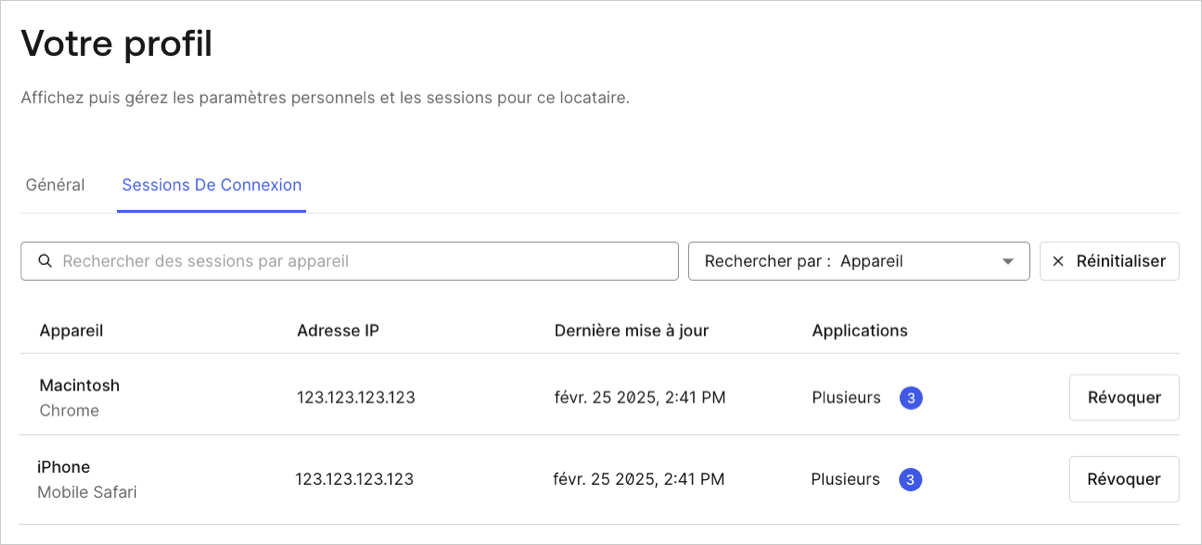 Votre profil
Affichez puis gérez les paramètres personnels et les sessions pour ce locataire.
Général Sessions De Connexion
Rechercher des sessions par appareil Rechercher par : Appareil Réinitialiser
Appareil Adresse IP Dernière mise à jour Applications
Macintosh
Chrome
123.123.123.123 févr. 25 2025, 2:41 PM Plusieurs 3 Révoquer
iPhone
Mobile Safari
123.123.123.123 févr. 25 2025, 2:41 PM Plusieurs 3 Révoquer